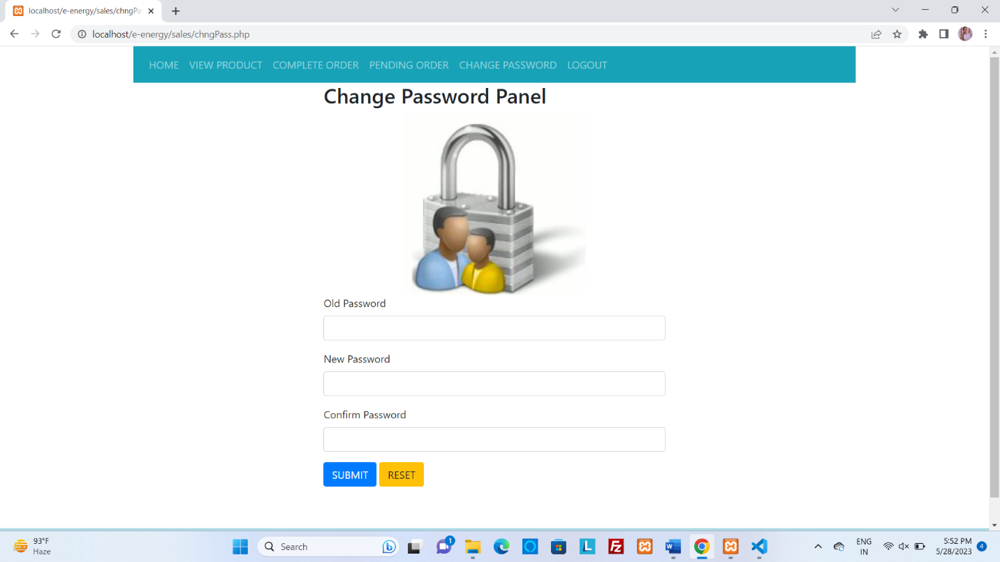 localhost/e-energy/sales/chngPa
localhost/e-energy/sales/chngPass.php
HOME VIEW PRODUCT COMPLETE ORDER PENDING ORDER CHANGE PASSWORD LOGOUT
Change Password Panel
Old Password
New Password
Confirm Password
SUBMIT RESET
93°F
Haze
Search
1
L
Fz
W
ENG
IN
5:52 PM
5/28/2023
4